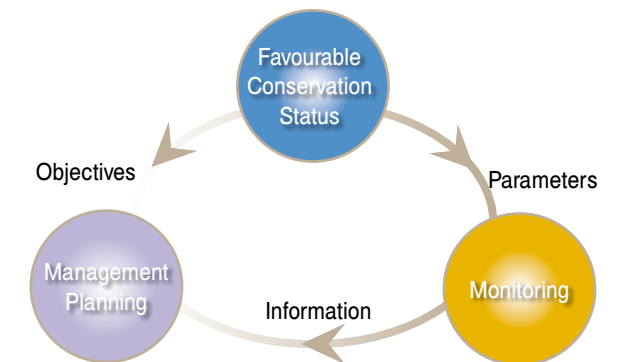 Favourable
Conservation
Status
Objectives
Parameters
Management
Planning
Monitoring
Information